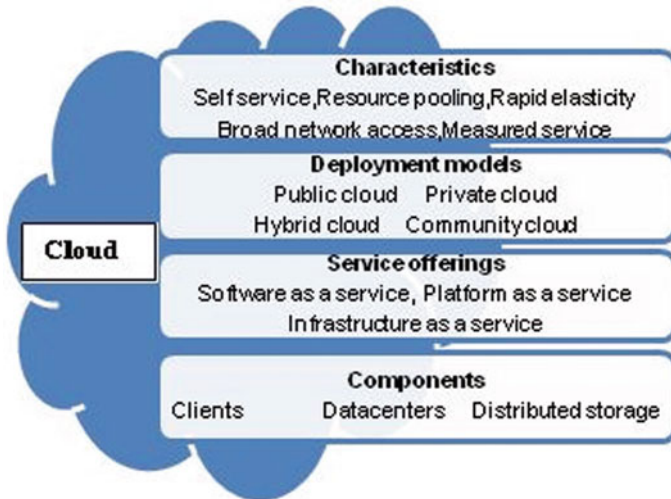 Characteristics
Self service,Resource pooling,Rapid elasticity
Broad network access,Measured service
Deployment models
Public cloud Private cloud
Hybrid cloud Community cloud
Cloud
Service offerings
Software as a service, Platform as a service
Infrastructure as a service
Components
Clients Datacenters Distributed storage